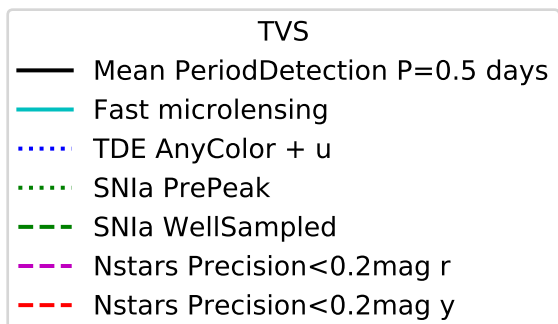 TVS
Mean PeriodDetection P=0.5 days
Fast microlensing
TDE AnyColor + u
SNIa PrePeak
SNIa WellSampled
Nstars Precision<0.2mag r
Nstars Precision<0.2mag y